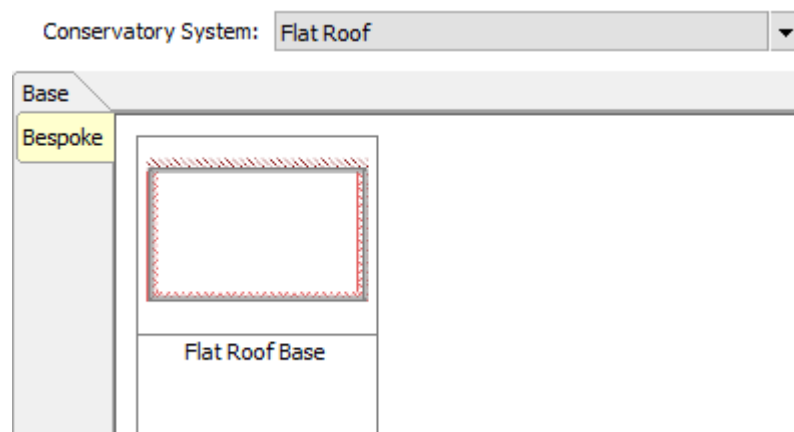 Conservatory System: Flat Roof
Base
Bespoke
Flat Roof Base